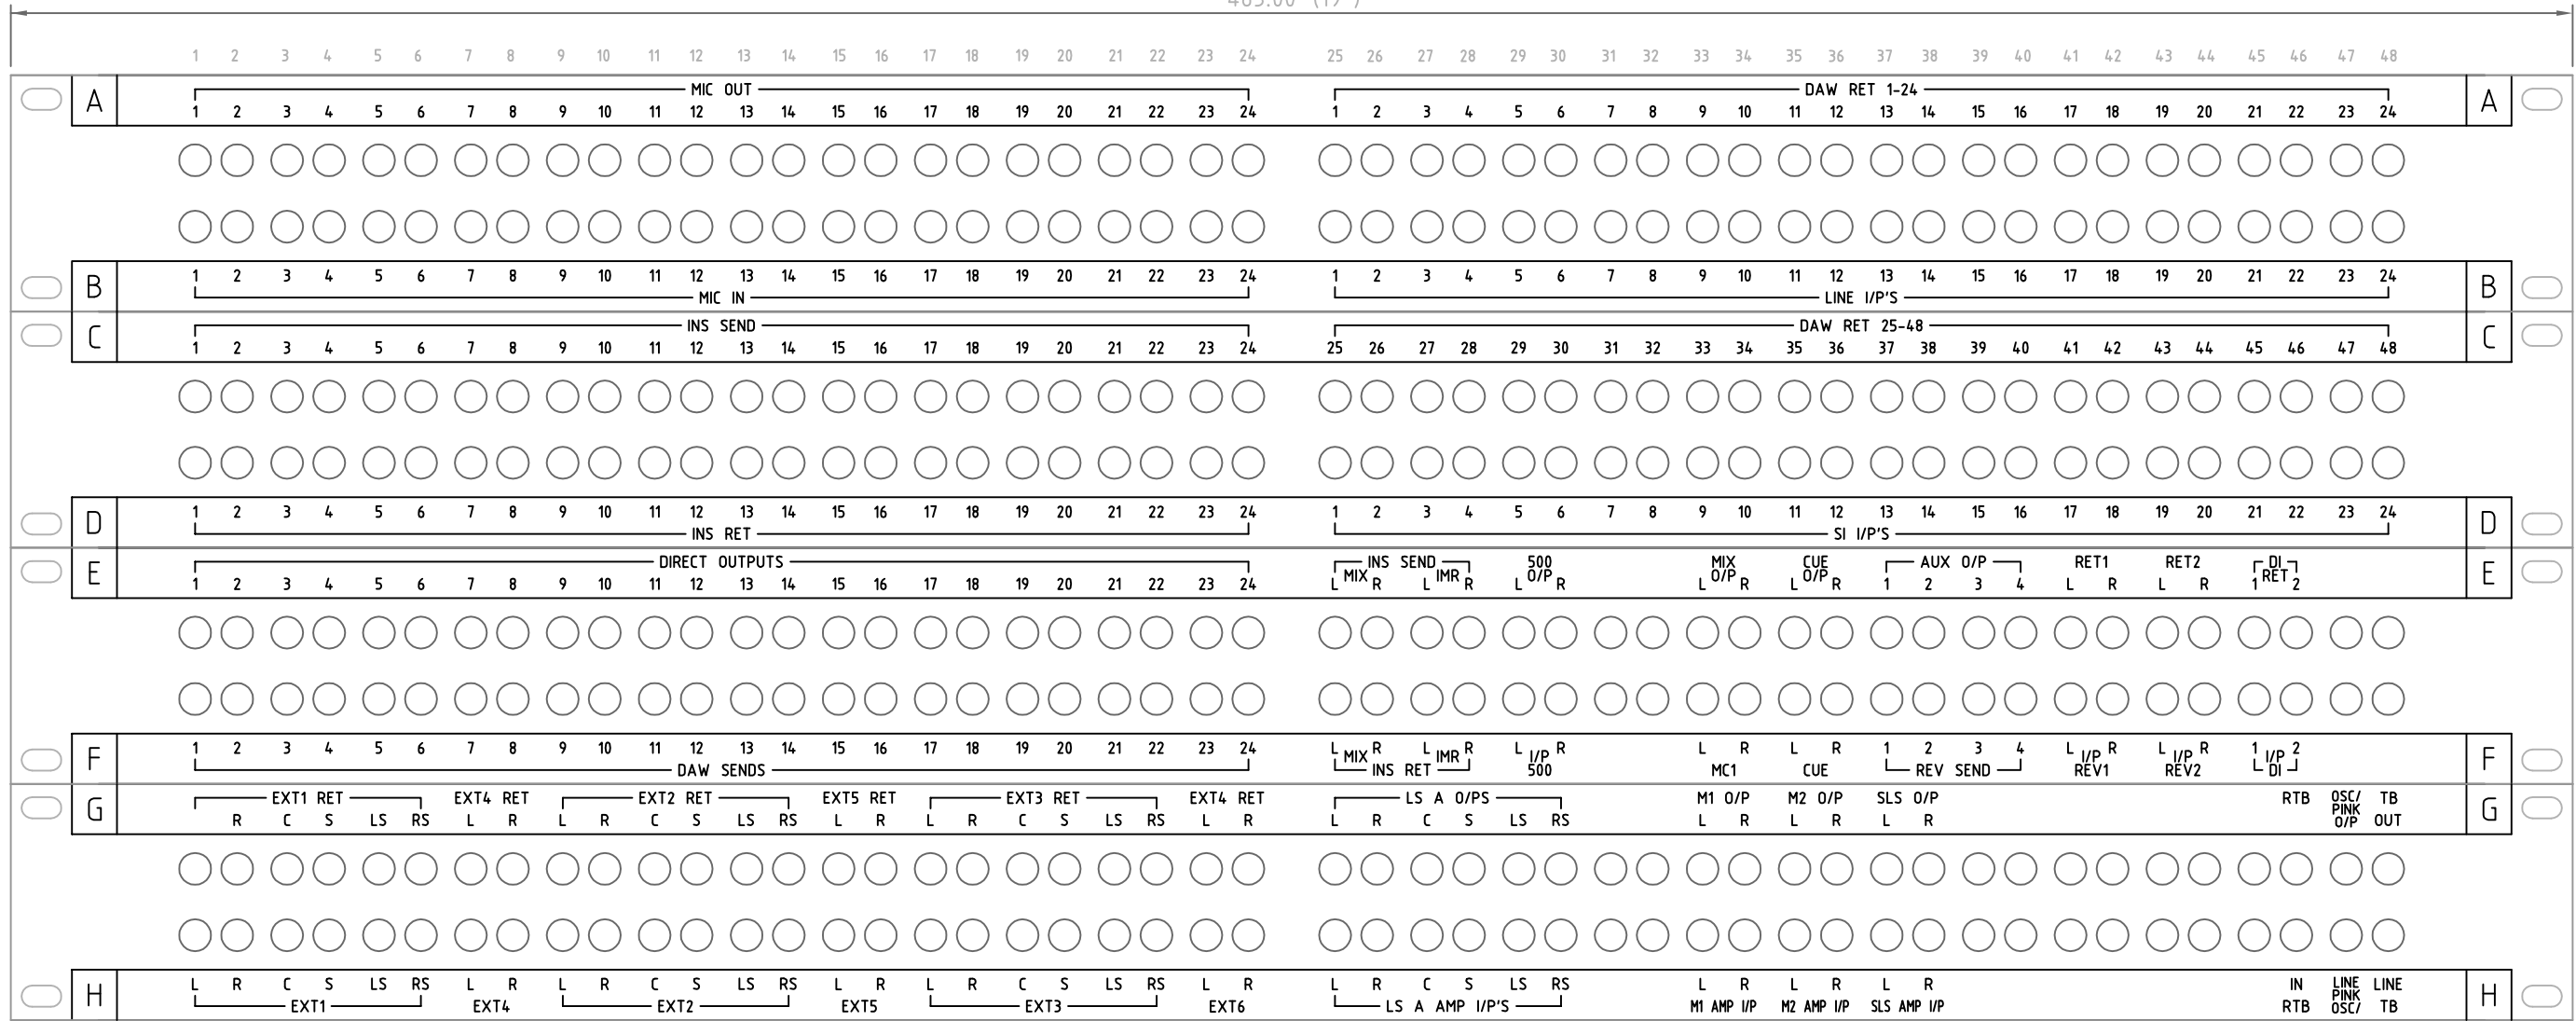 1 2 3 4 5 6 7 8 9 10 11 12 13 14 15 16 17 18 19 20 21 22 23 24 25 26 27 28 29 30 31 32 33 34 35 36 37 38 39 40 41 42 43 44 45 46 47 48
A MIC OUT DAW RET 1-24 A
1 2 3 4 5 6 7 8 9 10 11 12 13 14 15 16 17 18 19 20 21 22 23 24 1 2 3 4 5 6 7 8 9 10 11 12 13 14 15 16 17 18 19 20 21 22 23 24
B 1 2 3 4 5 6 7 8 9 10 11 12 13 14 15 16 17 18 19 20 21 22 23 24 1 2 3 4 5 6 7 8 9 10 11 12 13 14 15 16 17 18 19 20 21 22 23 24 B
MIC IN LINE I/P'S
C INS SEND DAW RET 25-48 C
1 2 3 4 5 6 7 8 9 10 11 12 13 14 15 16 17 18 19 20 21 22 23 24 25 26 27 28 29 30 31 32 33 34 35 36 37 38 39 40 41 42 43 44 45 46 47 48
D 1 2 3 4 5 6 7 8 9 10 11 12 13 14 15 16 17 18 19 20 21 22 23 24 1 2 3 4 5 6 7 8 9 10 11 12 13 14 15 16 17 18 19 20 21 22 23 24 D
INS RET SI I/P'S
E DIRECT OUTPUTS INS SEND 500 MIX CUE AUX O/P RET1 RET2 DI E
MIX IMR O/P O/P O/P RET
1 2 3 4 5 6 7 8 9 10 11 12 13 14 15 16 17 18 19 20 21 22 23 24 L R L R L R L R L R 1 2 3 4 L R L R 1 2
F 1 2 3 4 5 6 7 8 9 10 11 12 13 14 15 16 17 18 19 20 21 22 23 24 L R L R L R L R L R 1 2 3 4 L R L R 1 2 F
MIX IMR I/P I/P I/P I/P
DAW SENDS INS RET 500 MC1 CUE REV SEND REV1 REV2 DI
G EXT1 RET EXT4 RET EXT2 RET EXT5 RET EXT3 RET EXT4 RET LS A O/PS M1 O/P M2 O/P SLS O/P RTB OSC/ TB G
PINK
R C S LS RS L R L R C S LS RS L R L R C S LS RS L R L R C S LS RS L R L R L R O/P OUT
H L R C S LS RS L R L R C S LS RS L R L R C S LS RS L R L R C S LS RS L R L R L R IN LINE LINE H
PINK
EXT1 EXT4 EXT2 EXT5 EXT3 EXT6 LS A AMP I/P'S M1 AMP I/P M2 AMP I/P SLS AMP I/P RTB OSC/ TB